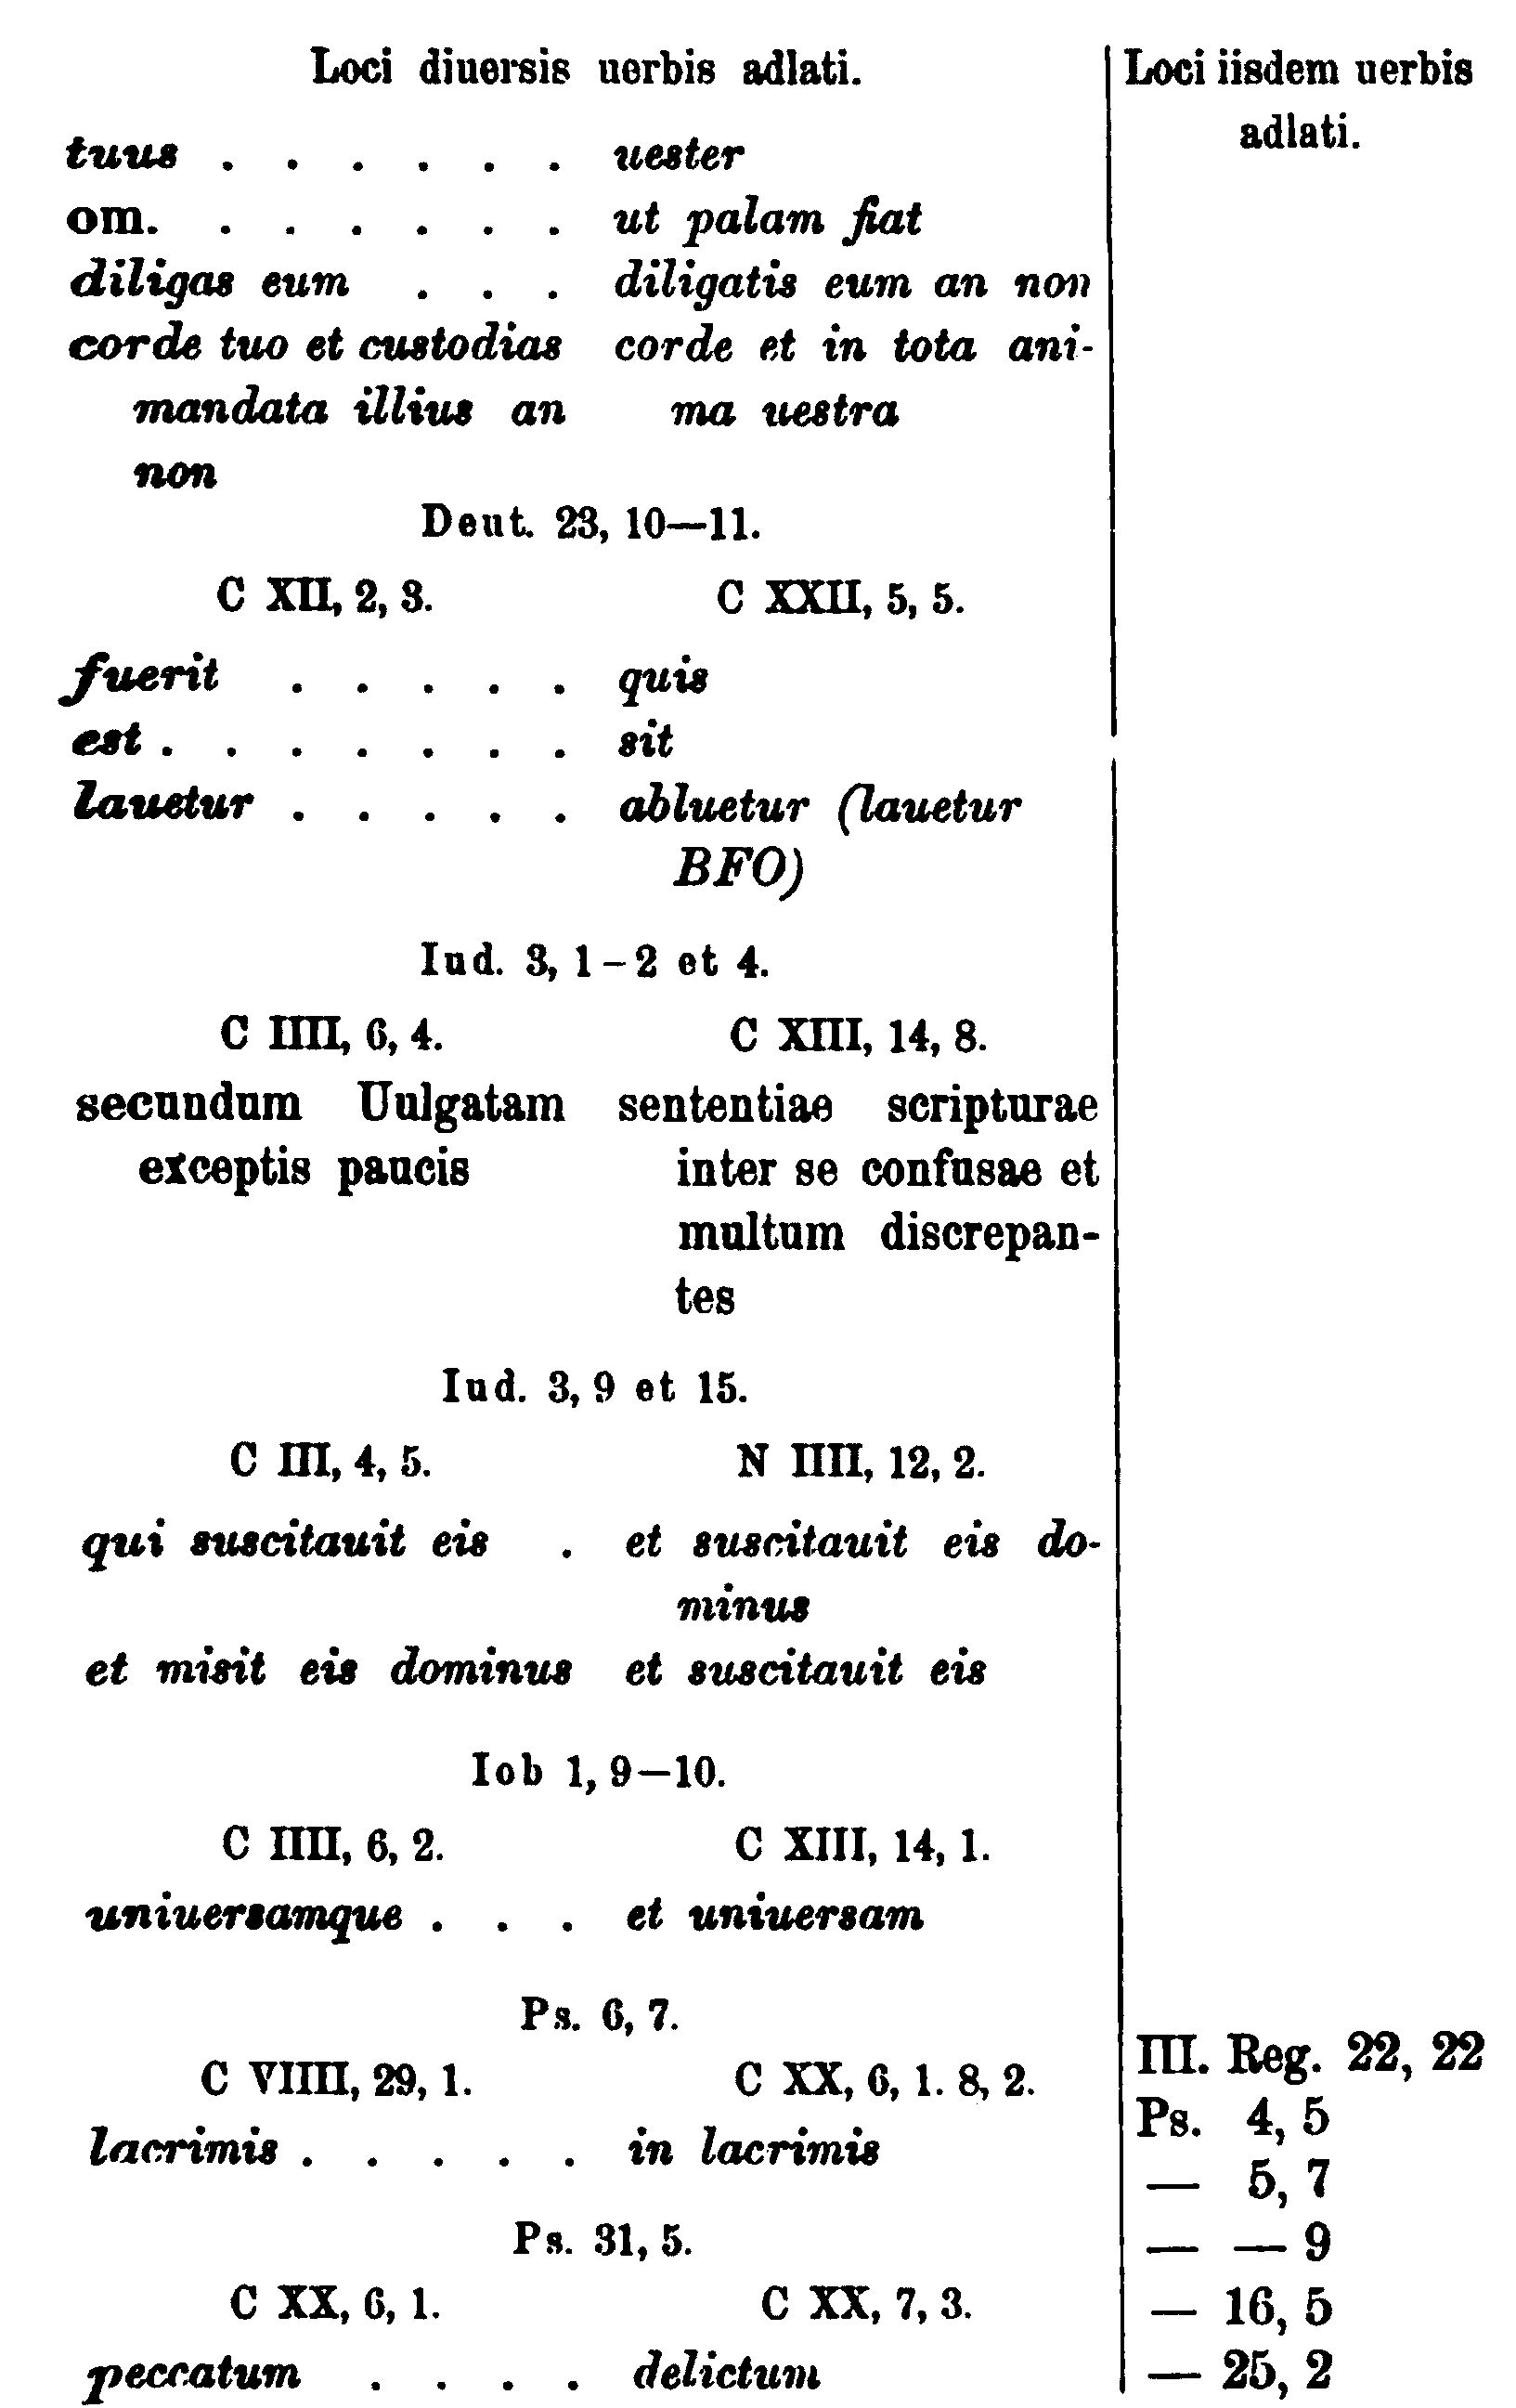 Loci diuersis uerbis adlati.
tuus . . . . . . uester
om. . . . . . . ut palam fiat
diligas eum . . . diligatis eum an non
corde tuo et custodias corde et in tota ani-
mandata illius an ma uestra
non
Deut. 23, 10—11.
C XII, 2, 3. C XXII, 5, 5.
fuerit . . . . . quis
est . . . . . . . sit
lauetur . . . . . abluetur (lauetur
BFO)
Iud. 3, 1–2 et 4.
C IIII, 6, 4. C XIII, 14, 8.
secundum Uulgatam sententiae scripturae
exceptis paucis inter se confusae et
multum discrepan-
tes
Iud. 3, 9 et 15.
C III, 4, 5. N IIII, 12, 2.
qui suscitauit eis . et suscitauit eis do-
minus
et misit eis dominus et suscitauit eis
Iob 1, 9—10.
C IIII, 6, 2. C XIII, 14, 1.
uniuersamque . . . et uniuersam
Ps. 6, 7.
C VIIII, 29, 1. C XX, 6, 1. 8, 2.
lacrimis . . . . . in lacrimis
Ps. 31, 5.
C XX, 6, 1. C XX, 7, 3.
peccatum . . . . delictum
Loci iisdem uerbis
adlati.
III. Reg. 22, 22
Ps. 4, 5
— 5, 7
— — 9
— 16, 5
— 25, 2